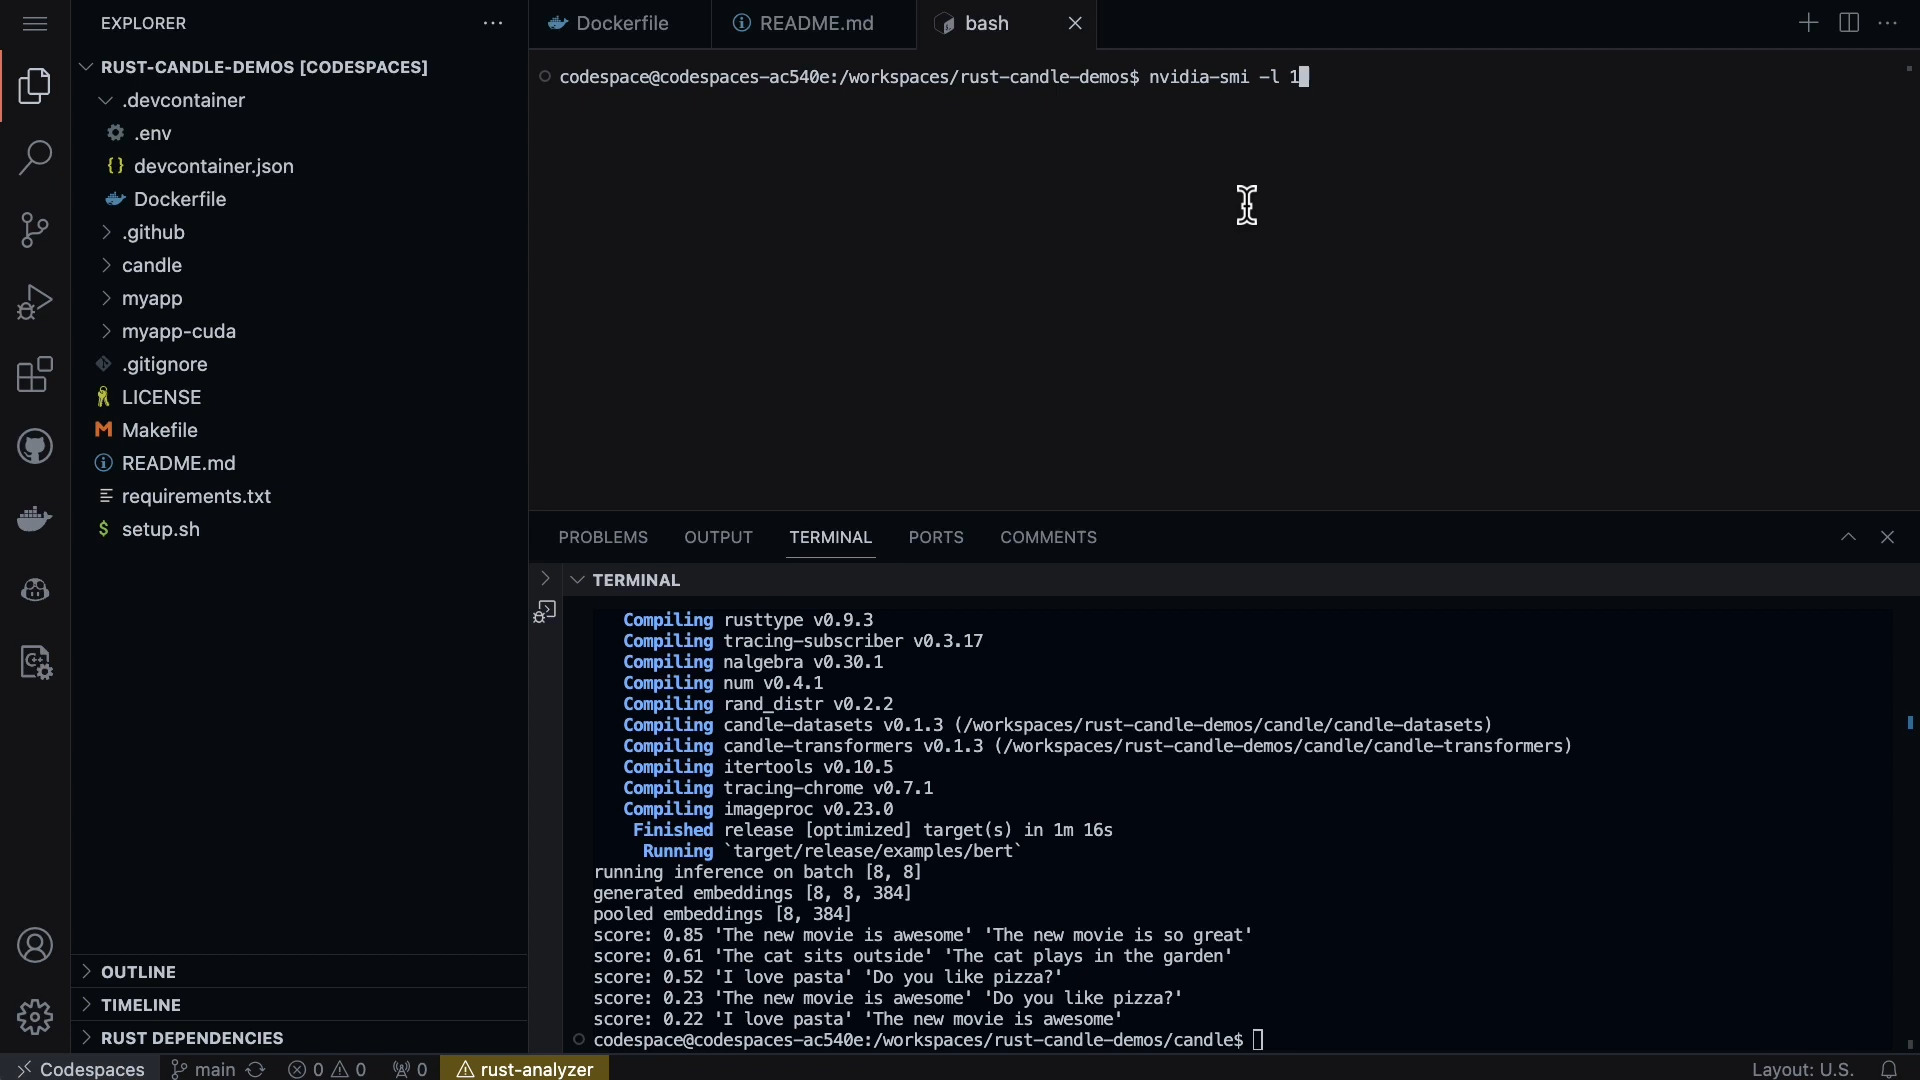 EXPLORER
RUST-CANDLE-DEMOS [CODESPACES]
.devcontainer
.env
{} devcontainer.json
Dockerfile
.github
candle
myapp
myapp-cuda
.gitignore
LICENSE
M Makefile
README.md
requirements.txt
$ setup.sh
OUTLINE
TIMELINE
RUST DEPENDENCIES
Dockerfile
README.md
bash
codespace@codespaces-ac540e:/workspaces/rust-candle-demos$ nvidia-smi -l 1
PROBLEMS OUTPUT TERMINAL PORTS COMMENTS
TERMINAL
Compiling rusttype v0.9.3
Compiling tracing-subscriber v0.3.17
Compiling nalgebra v0.30.1
Compiling num v0.4.1
Compiling rand_distr v0.2.2
Compiling candle-datasets v0.1.3 (/workspaces/rust-candle-demos/candle/candle-datasets)
Compiling candle-transformers v0.1.3 (/workspaces/rust-candle-demos/candle/candle-transformers)
Compiling itertools v0.10.5
Compiling tracing-chrome v0.7.1
Compiling imageproc v0.23.0
Finished release [optimized] target(s) in 1m 16s
Running `target/release/examples/bert`
running inference on batch [8, 8]
generated embeddings [8, 8, 384]
pooled embeddings [8, 384]
score: 0.85 'The new movie is awesome' 'The new movie is so great'
score: 0.61 'The cat sits outside' 'The cat plays in the garden'
score: 0.52 'I love pasta' 'Do you like pizza?'
score: 0.23 'The new movie is awesome' 'Do you like pizza?'
score: 0.22 'I love pasta' 'The new movie is awesome'
codespace@codespaces-ac540e:/workspaces/rust-candle-demos/candle$
Codespaces main 0 0 0 rust-analyzer Layout: U.S.